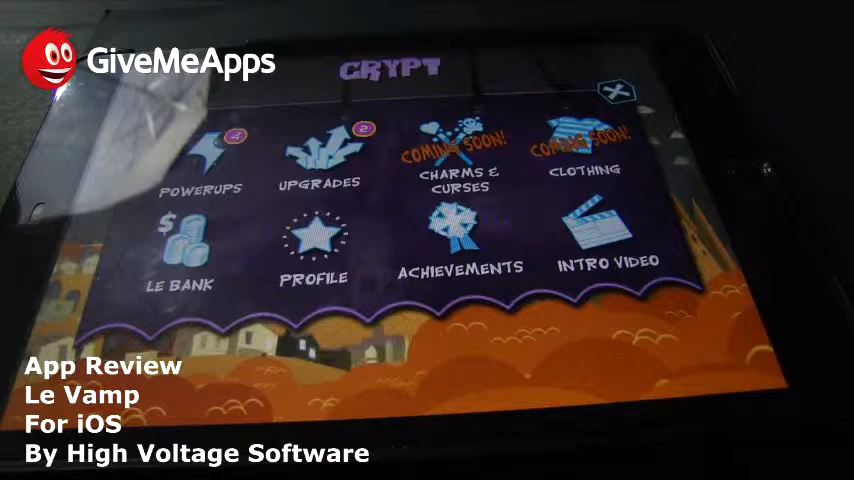 GiveMeApps
CRYPT
4
2
COMING SOON!
COMING SOON!
POWERUPS
UPGRADES
CHARMS &
CURSES
CLOTHING
$
LE BANK
PROFILE
ACHIEVEMENTS
INTRO VIDEO
App Review
Le Vamp
For iOS
By High Voltage Software